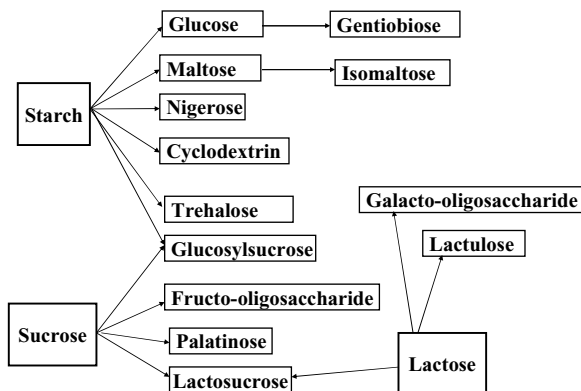 Glucose
Gentiobiose
Maltose
Isomaltose
Starch
Nigerose
Cyclodextrin
Trehalose
Galacto-oligosaccharide
Glucosylsucrose
Lactulose
Fructo-oligosaccharide
Sucrose
Palatinose
Lactose
Lactosucrose